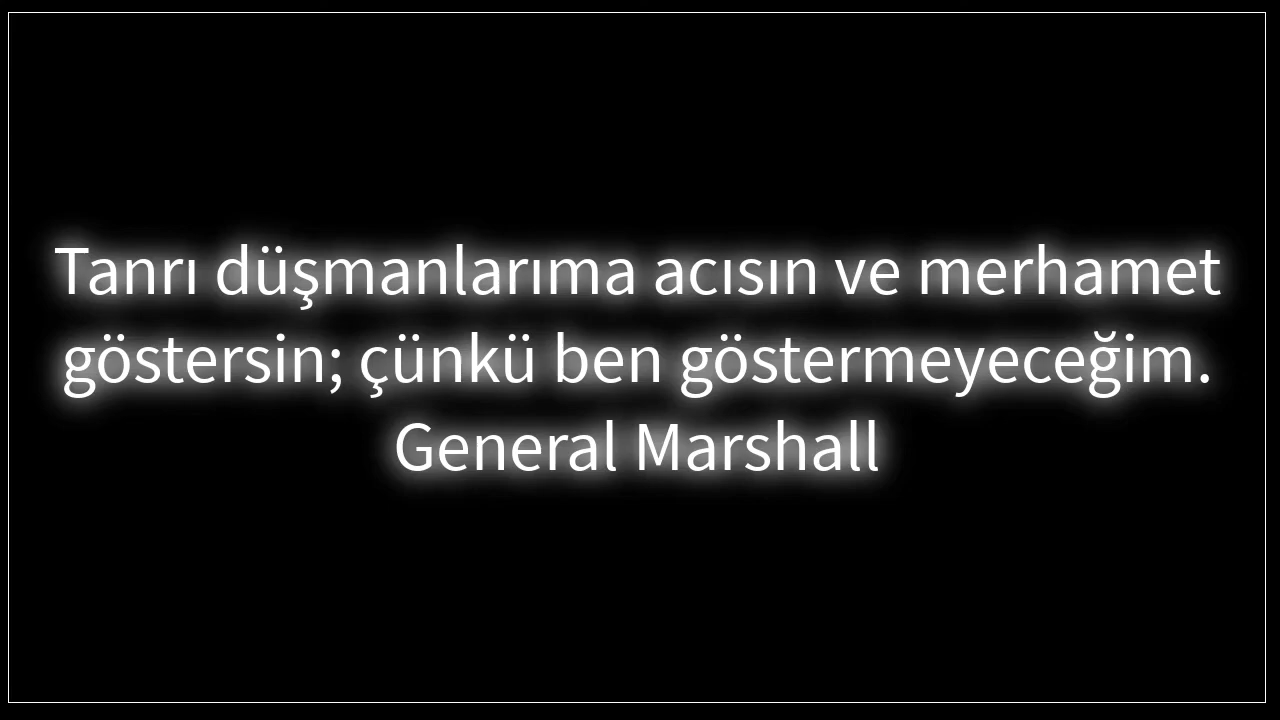 Tanrı düşmanlarıma acısın ve merhamet
göstersin; çünkü ben göstermeyeceğim.
General Marshall